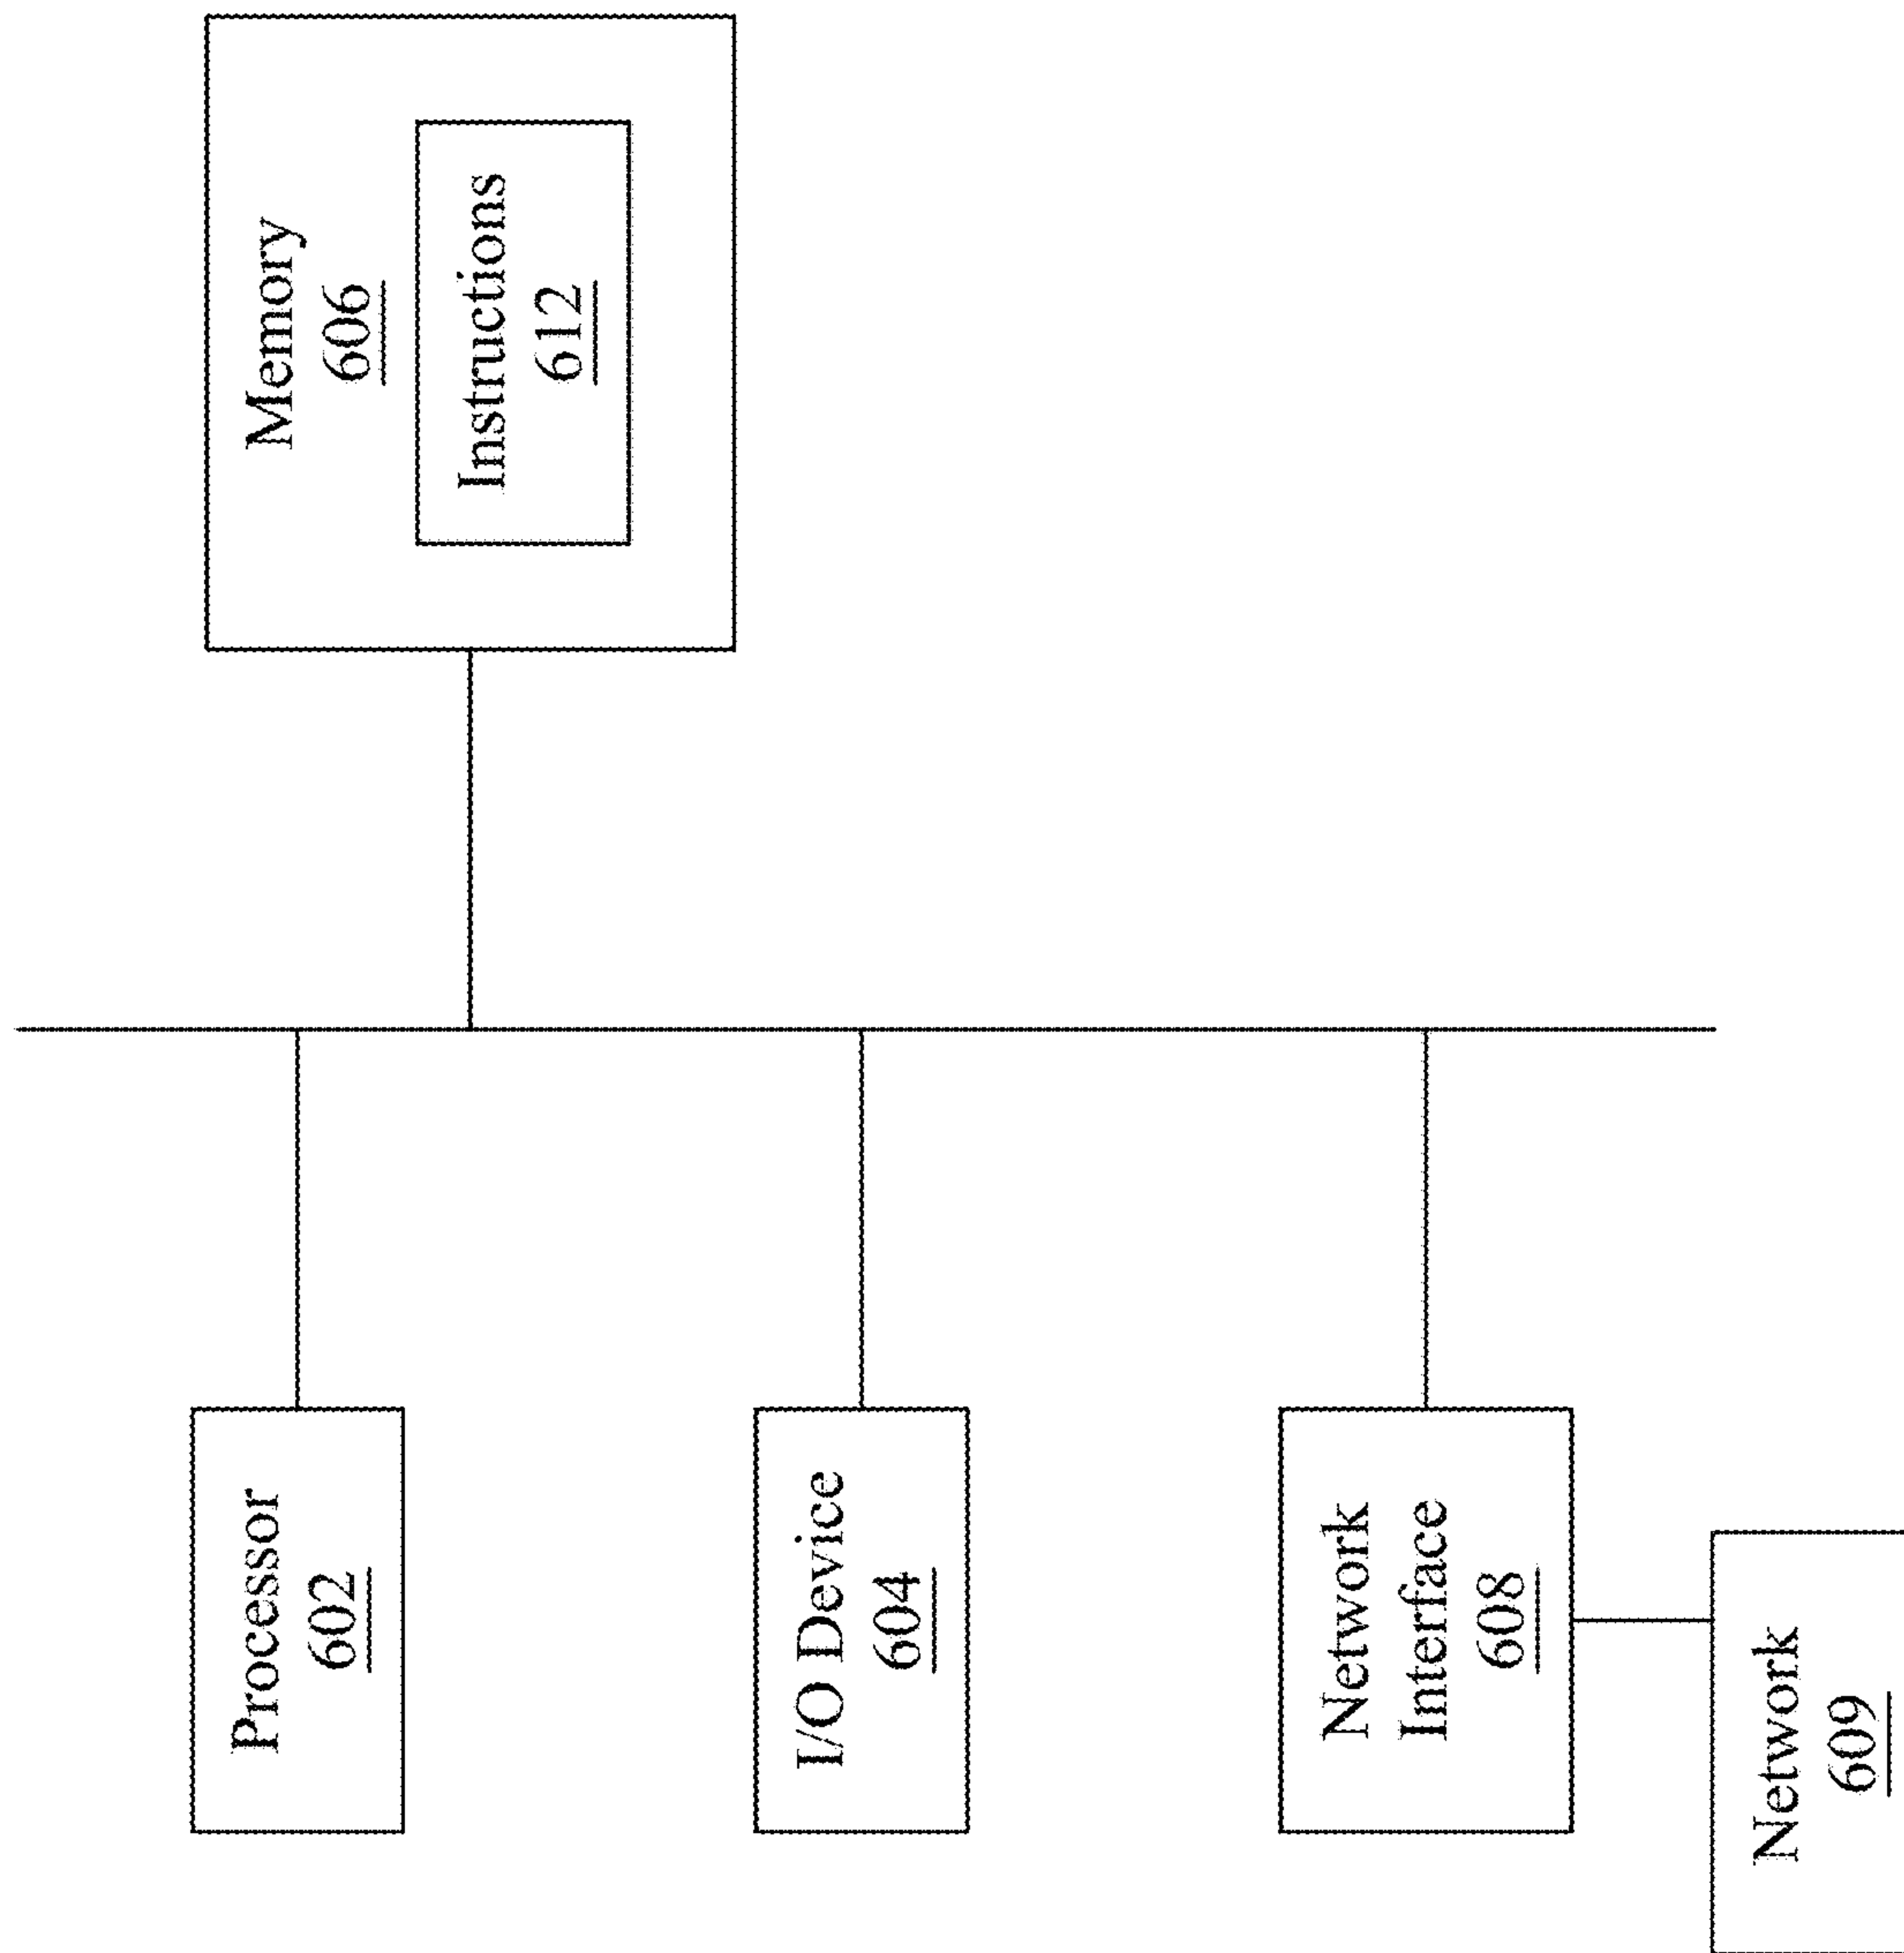 Memory
606
Instructions
612
Processor
602
I/O Device
604
Network
Interface
608
Network
609